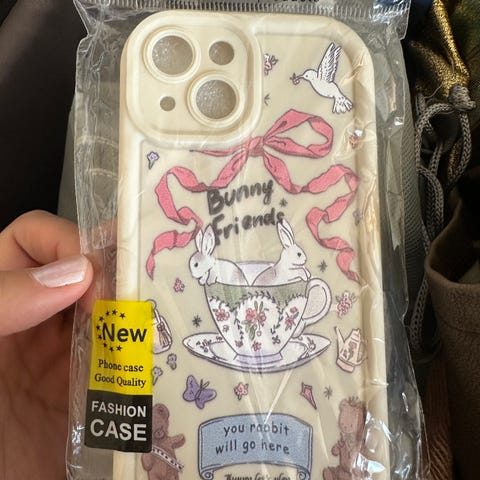 Bunny
Friends
New
Phone case
Good Quality
FASHION
CASE
you rabbit
will go here